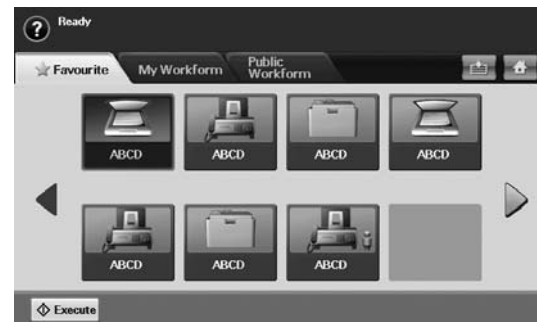 ?
Ready
Favourite
My Workform
Public
Workform
ABCD
ABCD
ABCD
ABCD
ABCD
ABCD
ABCD
Execute